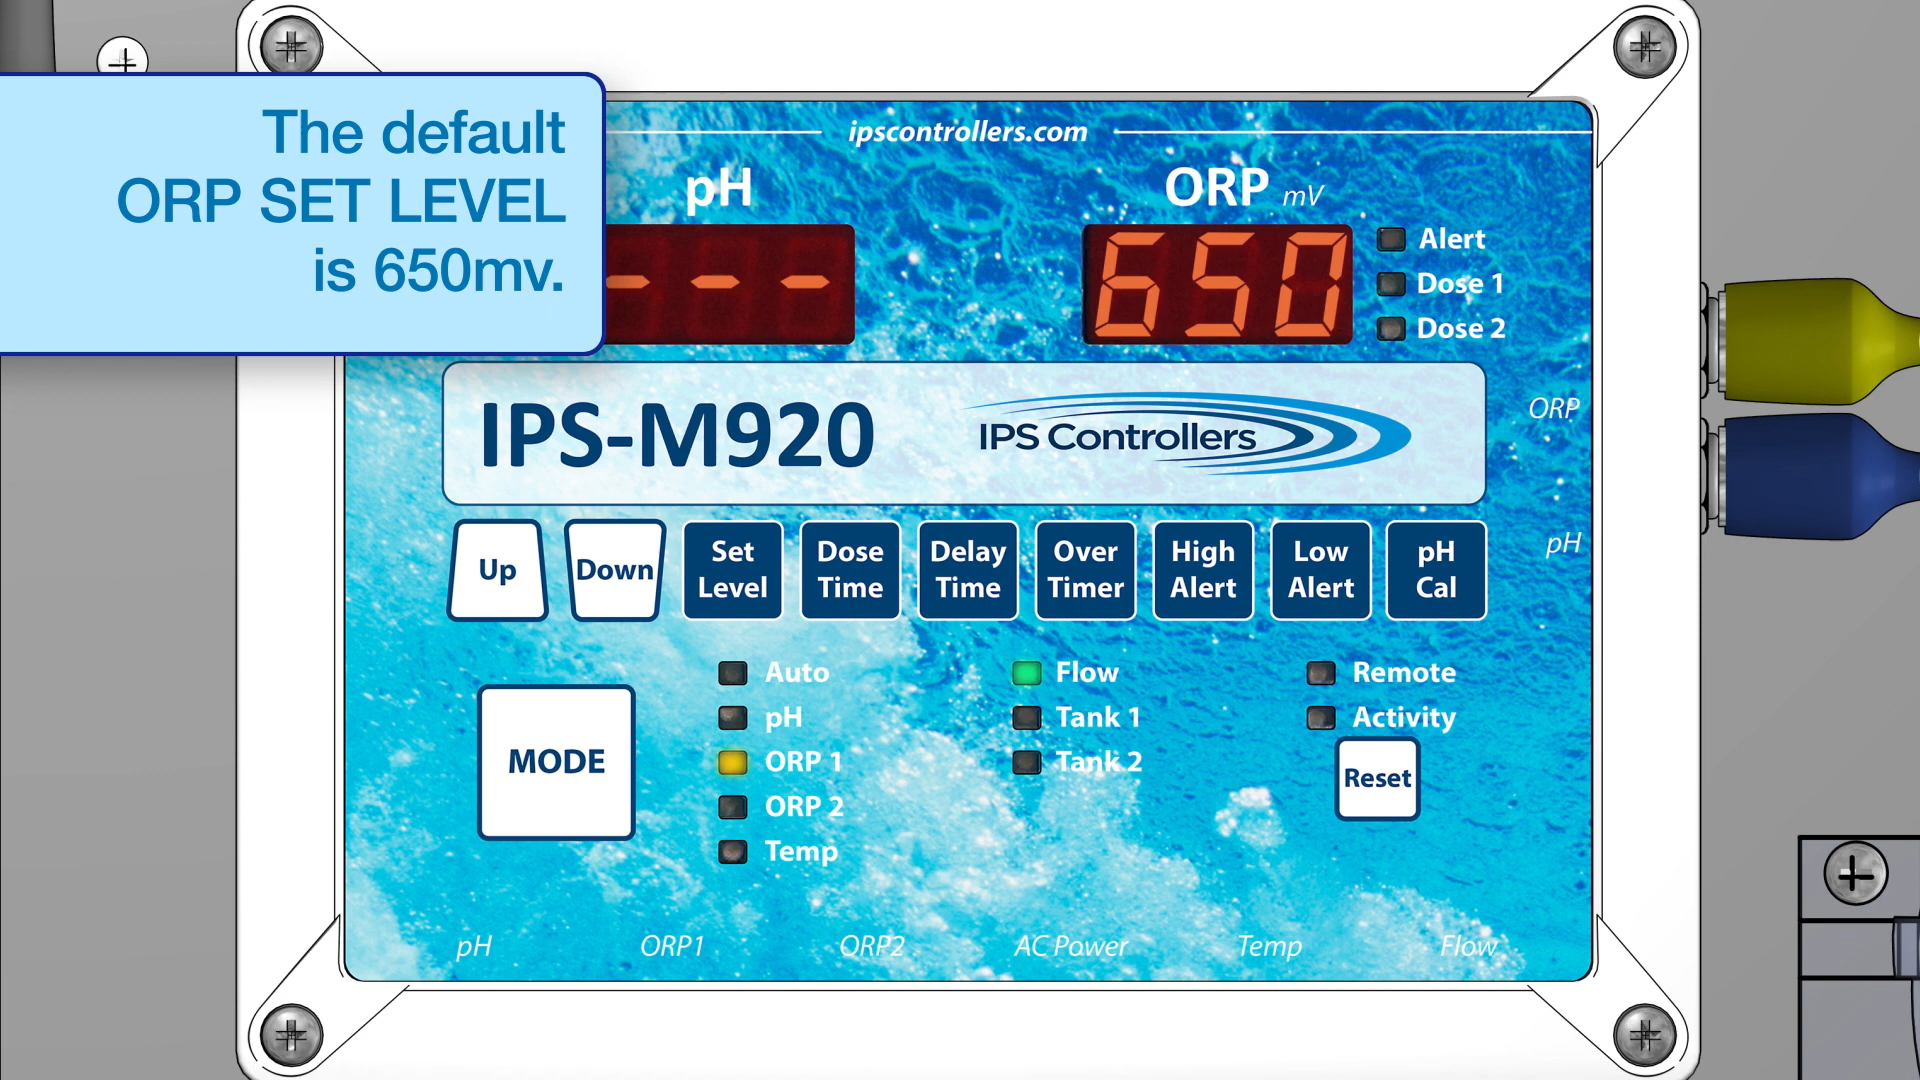 The default
ORP SET LEVEL
is 650mv.
ipscontrollers.com
pH
ORP mV
- - -
650
Alert
Dose 1
Dose 2
IPS-M920
IPS Controllers
ORP
pH
Up
Down
Set
Level
Dose
Time
Delay
Time
Over
Timer
High
Alert
Low
Alert
pH
Cal
MODE
Auto
pH
ORP 1
ORP 2
Temp
Flow
Tank 1
Tank 2
Remote
Activity
Reset
pH
ORP1
ORP2
AC Power
Temp
Flow